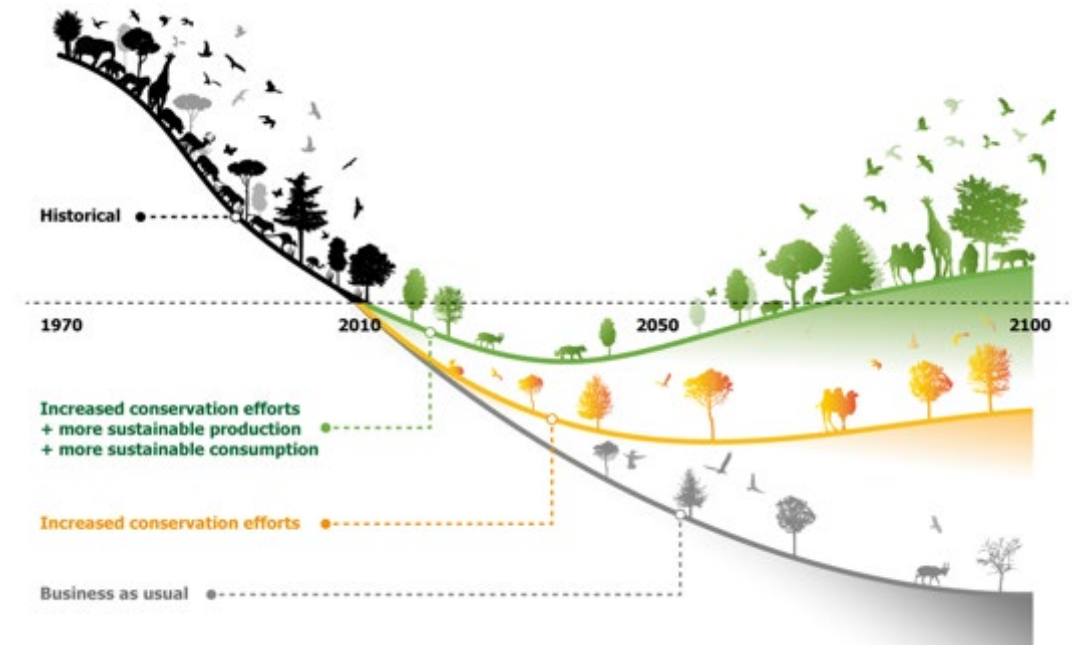 Historical
1970
2010
2050
2100
Increased conservation efforts
+ more sustainable production
+ more sustainable consumption
Increased conservation efforts
Business as usual